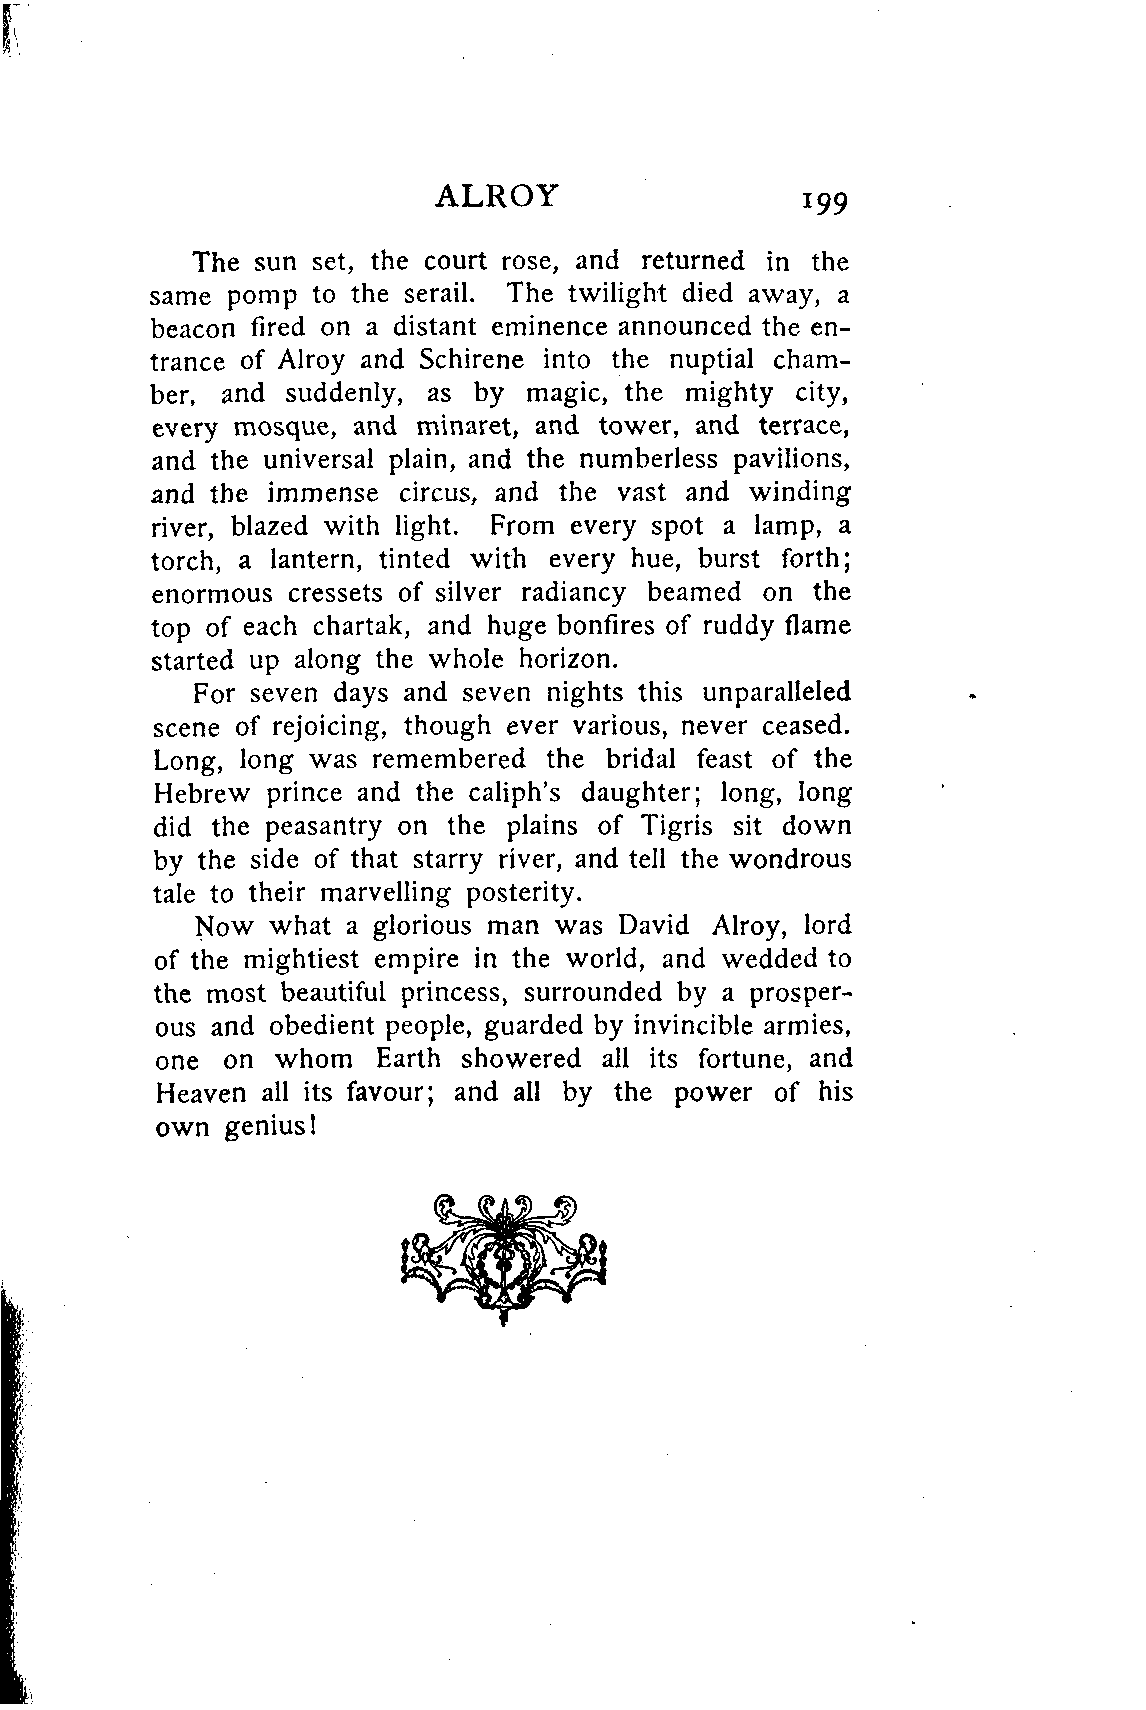 ALROY 199
The sun set, the court rose, and returned in the
same pomp to the serail. The twilight died away, a
beacon fired on a distant eminence announced the en-
trance of Alroy and Schirene into the nuptial cham-
ber, and suddenly, as by magic, the mighty city,
every mosque, and minaret, and tower, and terrace,
and the universal plain, and the numberless pavilions,
and the immense circus, and the vast and winding
river, blazed with light. From every spot a lamp, a
torch, a lantern, tinted with every hue, burst forth;
enormous cressets of silver radiancy beamed on the
top of each chartak, and huge bonfires of ruddy flame
started up along the whole horizon.
For seven days and seven nights this unparalleled
scene of rejoicing, though ever various, never ceased.
Long, long was remembered the bridal feast of the
Hebrew prince and the caliph's daughter; long, long
did the peasantry on the plains of Tigris sit down
by the side of that starry river, and tell the wondrous
tale to their marvelling posterity.
Now what a glorious man was David Alroy, lord
of the mightiest empire in the world, and wedded to
the most beautiful princess, surrounded by a prosper-
ous and obedient people, guarded by invincible armies,
one on whom Earth showered all its fortune, and
Heaven all its favour; and all by the power of his
own genius!